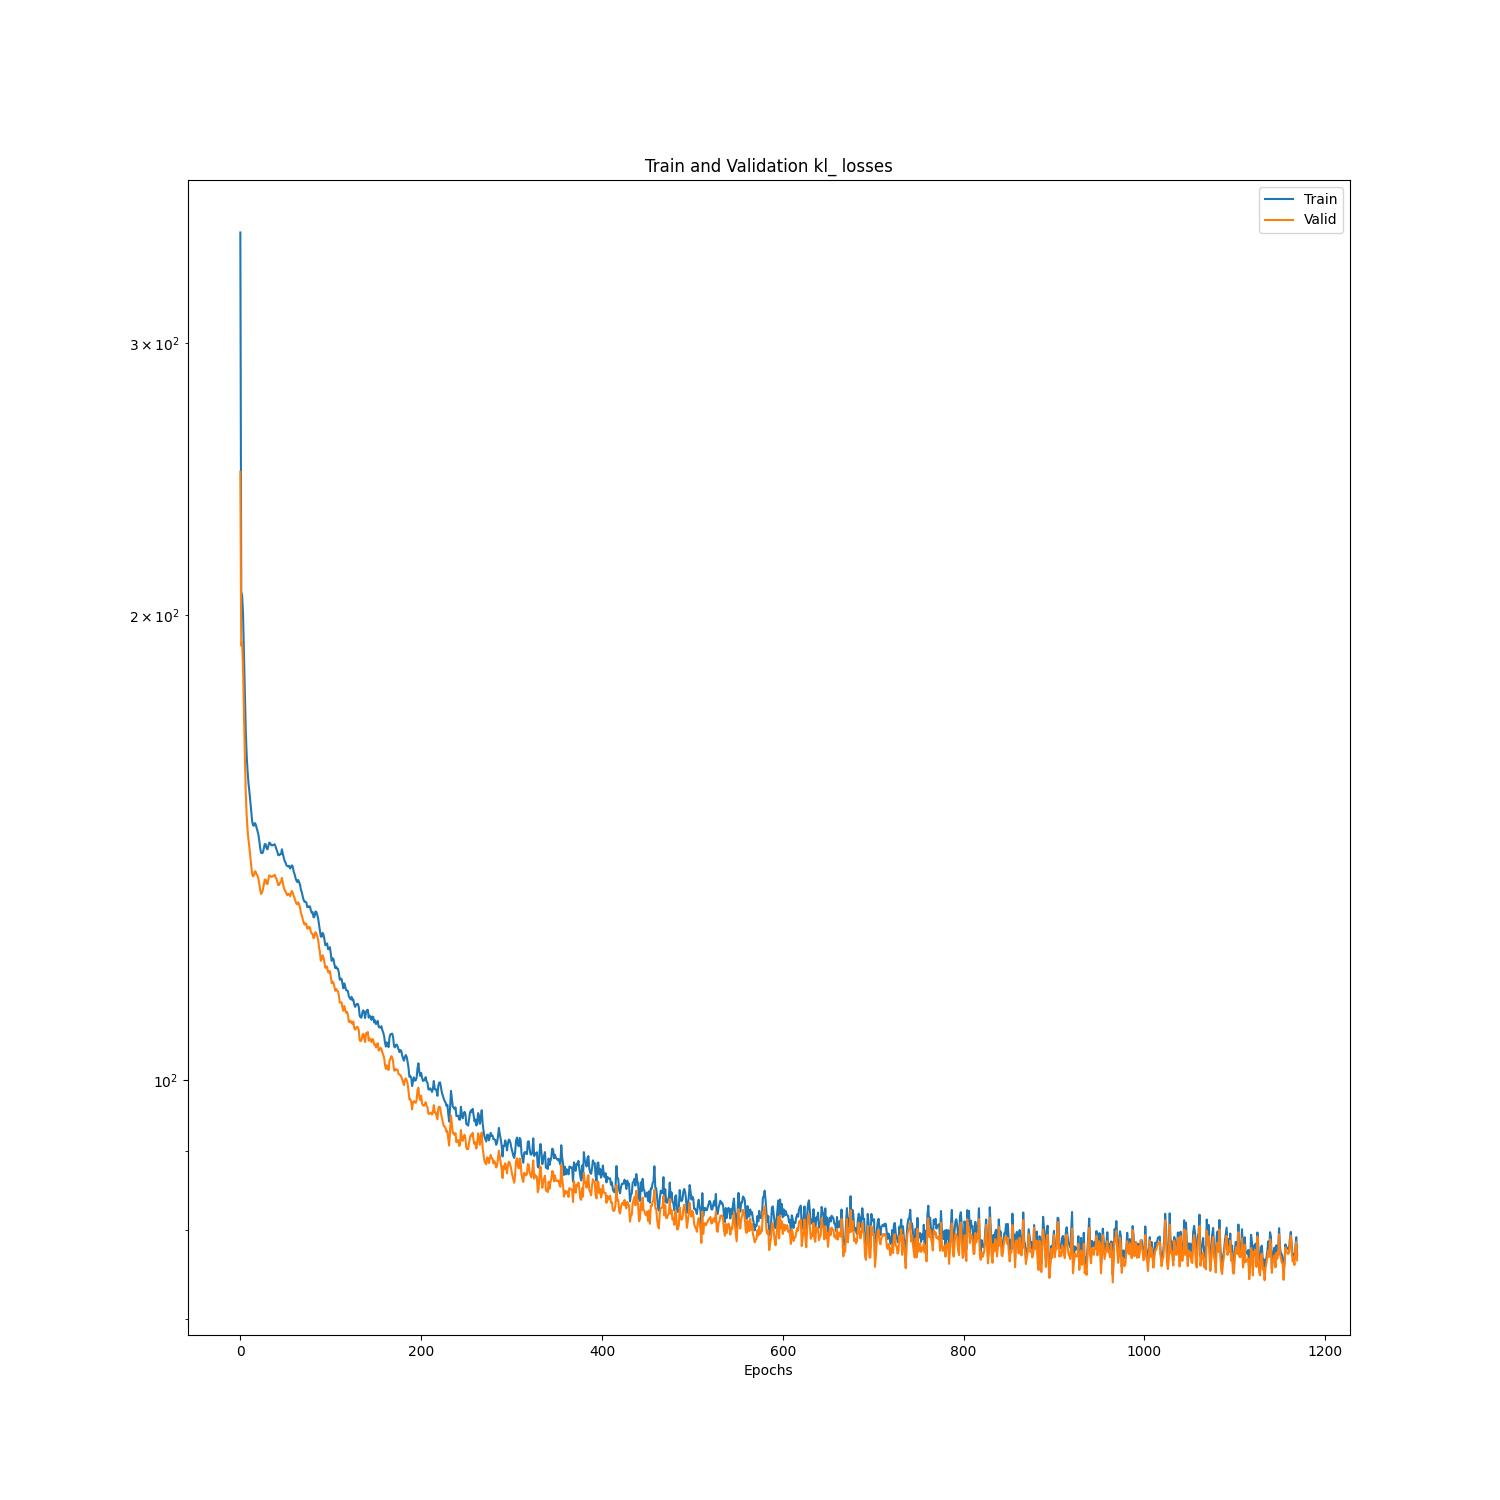 Train and Validation kl_ losses
Train
Valid
3 × 10²
2 × 10²
10²
0 200 400 600 800 1000 1200
Epochs